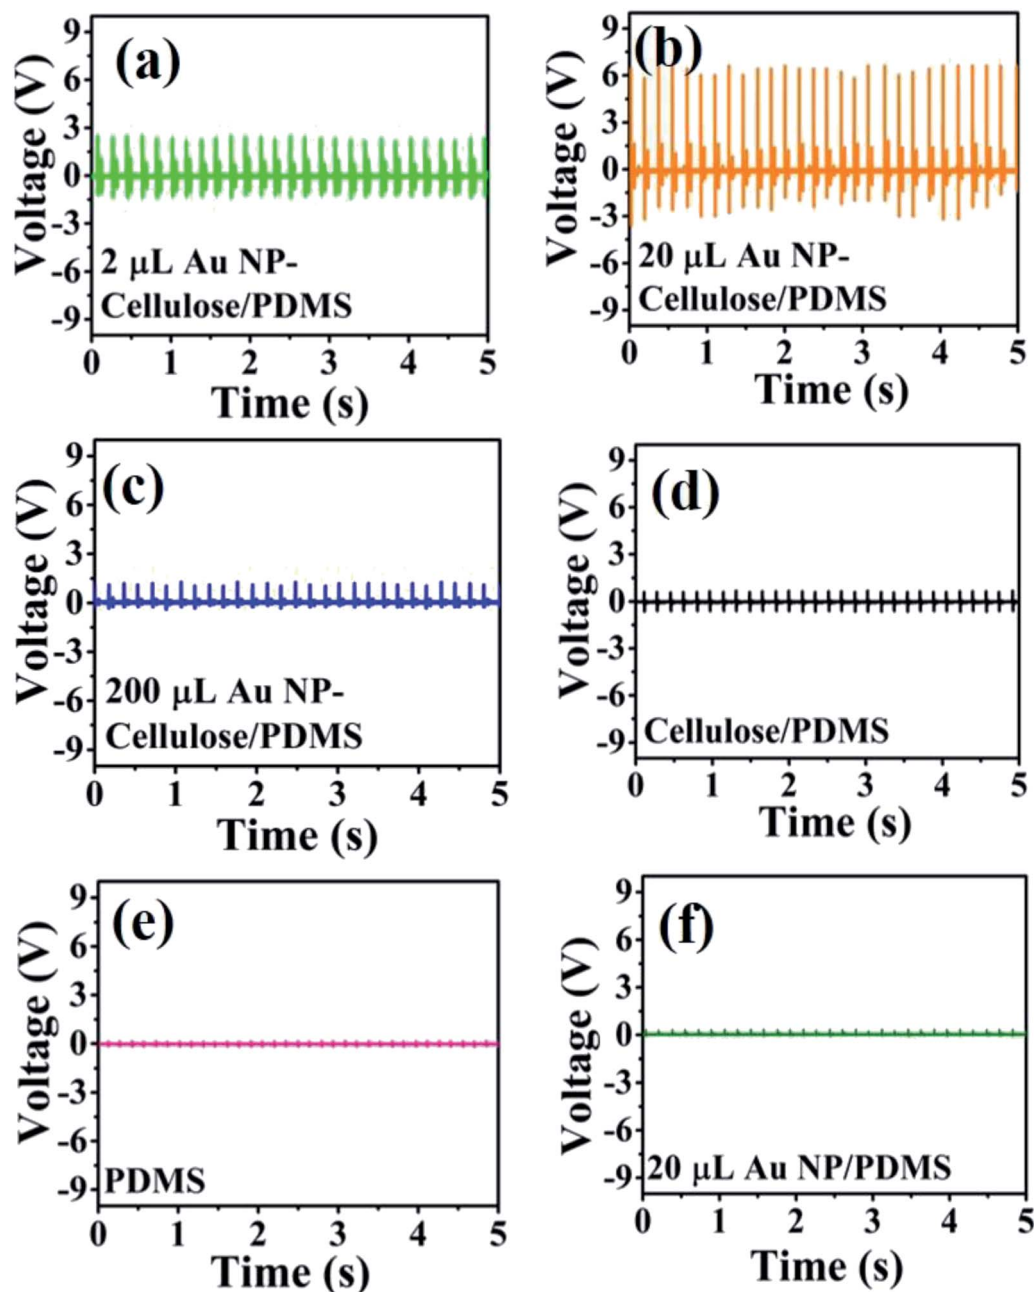 (a)
Voltage (V)
9
6
3
0
-3
-6
-9
2 μL Au NP-
Cellulose/PDMS
0 1 2 3 4 5
Time (s)
(b)
Voltage (V)
9
6
3
0
-3
-6
-9
20 μL Au NP-
Cellulose/PDMS
0 1 2 3 4 5
Time (s)
(c)
Voltage (V)
9
6
3
0
-3
-6
-9
200 μL Au NP-
Cellulose/PDMS
0 1 2 3 4 5
Time (s)
(d)
Voltage (V)
9
6
3
0
-3
-6
-9
Cellulose/PDMS
0 1 2 3 4 5
Time (s)
(e)
Voltage (V)
9
6
3
0
-3
-6
-9
PDMS
0 1 2 3 4 5
Time (s)
(f)
Voltage (V)
9
6
3
0
-3
-6
-9
20 μL Au NP/PDMS
0 1 2 3 4 5
Time (s)